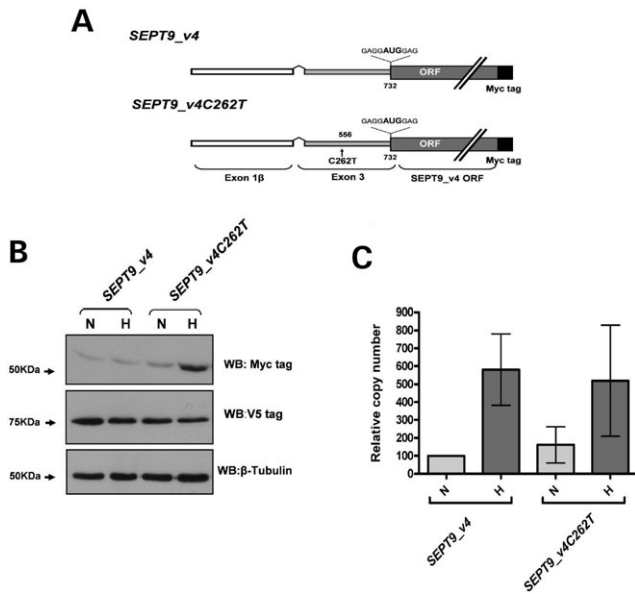 A
SEPT9_v4
GAGGAUGGAG
ORF
732
Myc tag
SEPT9_v4C262T
GAGGAUGGAG
556
ORF
C262T
732
Myc tag
Exon 1β
Exon 3
SEPT9_v4 ORF
B
SEPT9_v4
SEPT9_v4C262T
N H N H
50KDa
WB: Myc tag
75KDa
WB:V5 tag
50KDa
WB:β-Tubulin
C
Relative copy number
900
800
700
600
500
400
300
200
100
0
N H N H
SEPT9_v4
SEPT9_v4C262T